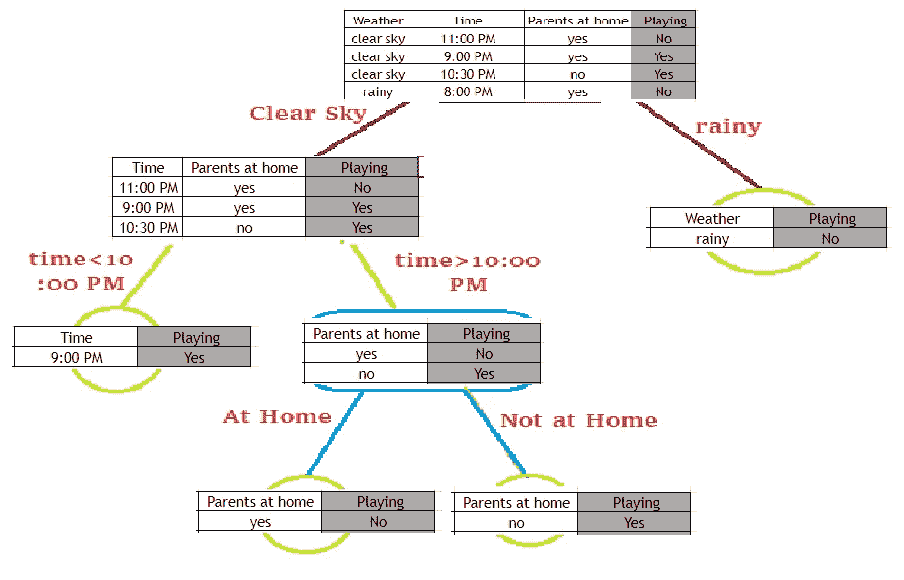 Weather Time Parents at home Playing
clear sky 11:00 PM yes No
clear sky 9.00 PM yes Yes
clear sky 10:30 PM no Yes
rainy 8:00 PM yes No
Clear Sky
rainy
Time Parents at home Playing
11:00 PM yes No
9:00 PM yes Yes
10:30 PM no Yes
Weather Playing
rainy No
time<10
:00 PM
time>10:00
PM
Time Playing
9:00 PM Yes
Parents at home Playing
yes No
no Yes
At Home
Not at Home
Parents at home Playing
yes No
Parents at home Playing
no Yes